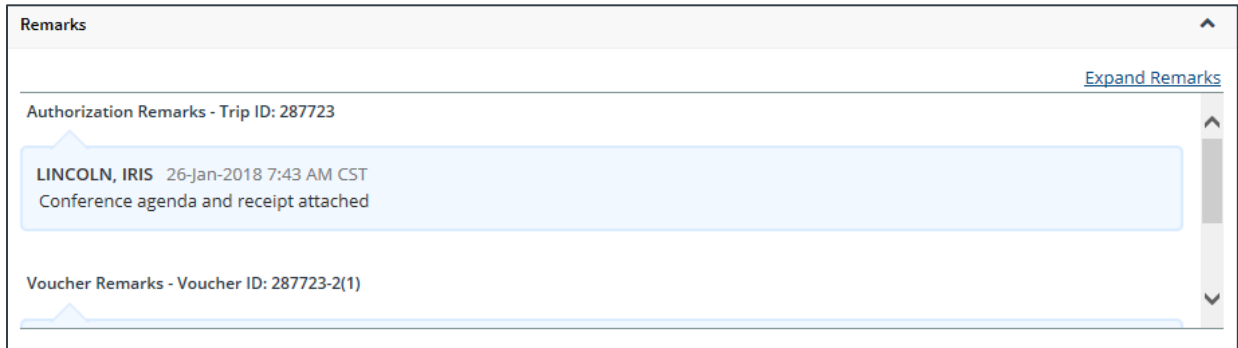 Remarks
Expand Remarks
Authorization Remarks - Trip ID: 287723
LINCOLN, IRIS 26-Jan-2018 7:43 AM CST
Conference agenda and receipt attached
Voucher Remarks - Voucher ID: 287723-2(1)